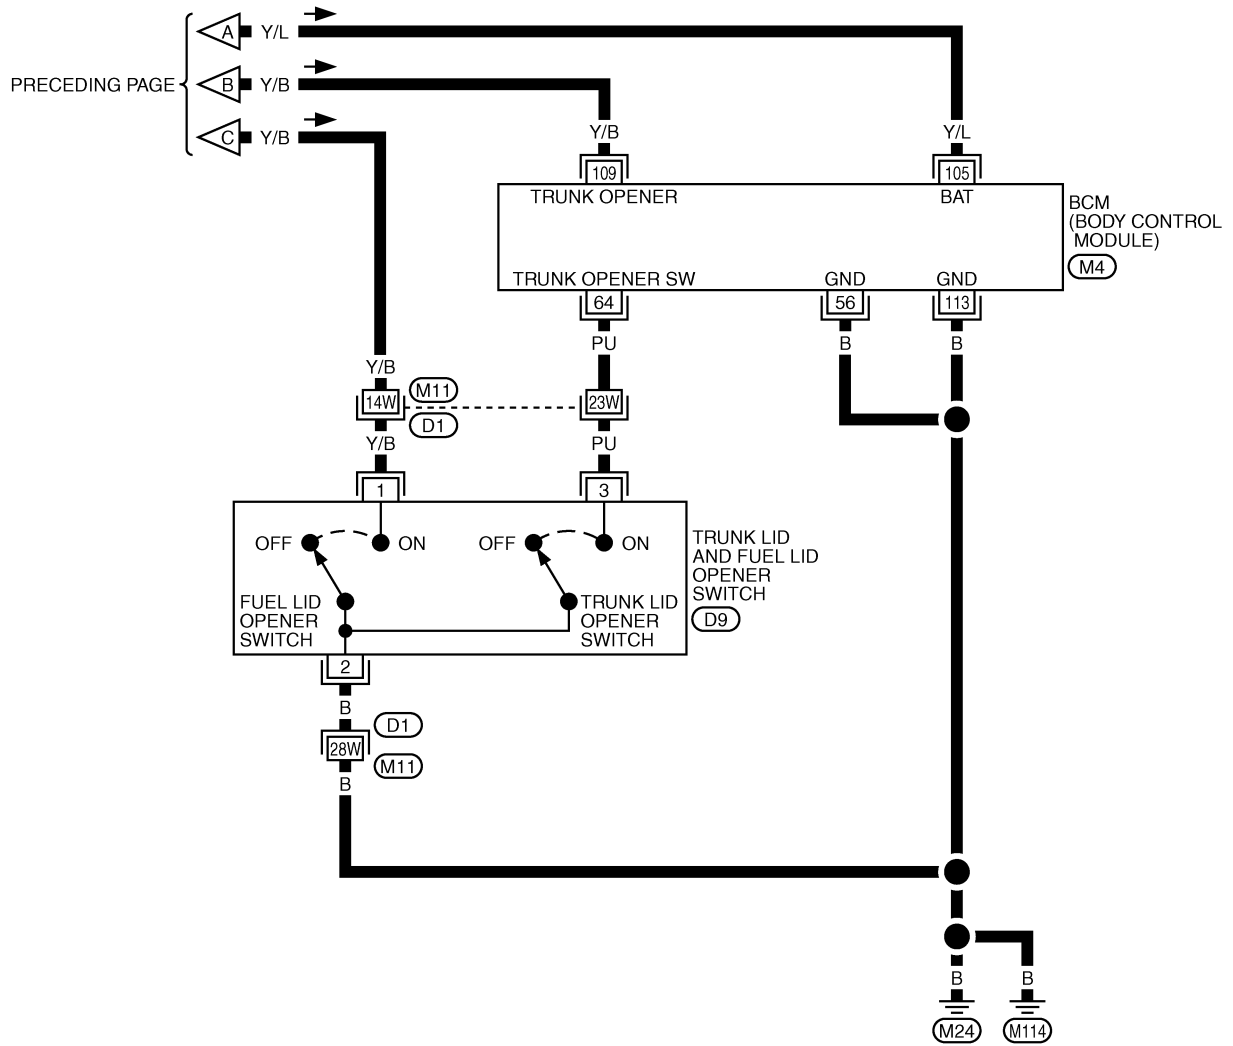 A Y/L
PRECEDING PAGE
B Y/B
C Y/B
Y/B
Y/L
109
105
TRUNK OPENER
BAT
BCM
(BODY CONTROL
MODULE)
M4
TRUNK OPENER SW
GND
GND
64
56
113
PU
B
B
Y/B
M11
14W
23W
D1
Y/B
PU
1
3
OFF
ON
OFF
ON
TRUNK LID
AND FUEL LID
OPENER
SWITCH
D9
FUEL LID
OPENER
SWITCH
TRUNK LID
OPENER
SWITCH
2
B
D1
28W
M11
B
B
B
M24
M114